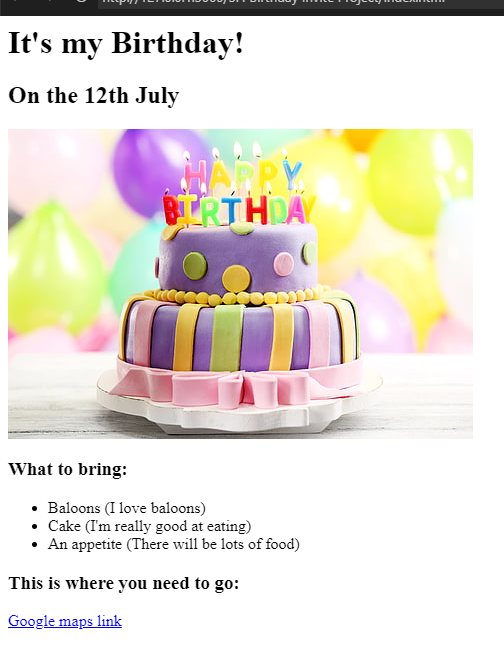 It's my Birthday!
On the 12th July
HAPPY
BIRTHDAY
What to bring:
Baloons (I love baloons)
Cake (I'm really good at eating)
An appetite (There will be lots of food)
This is where you need to go:
Google maps link